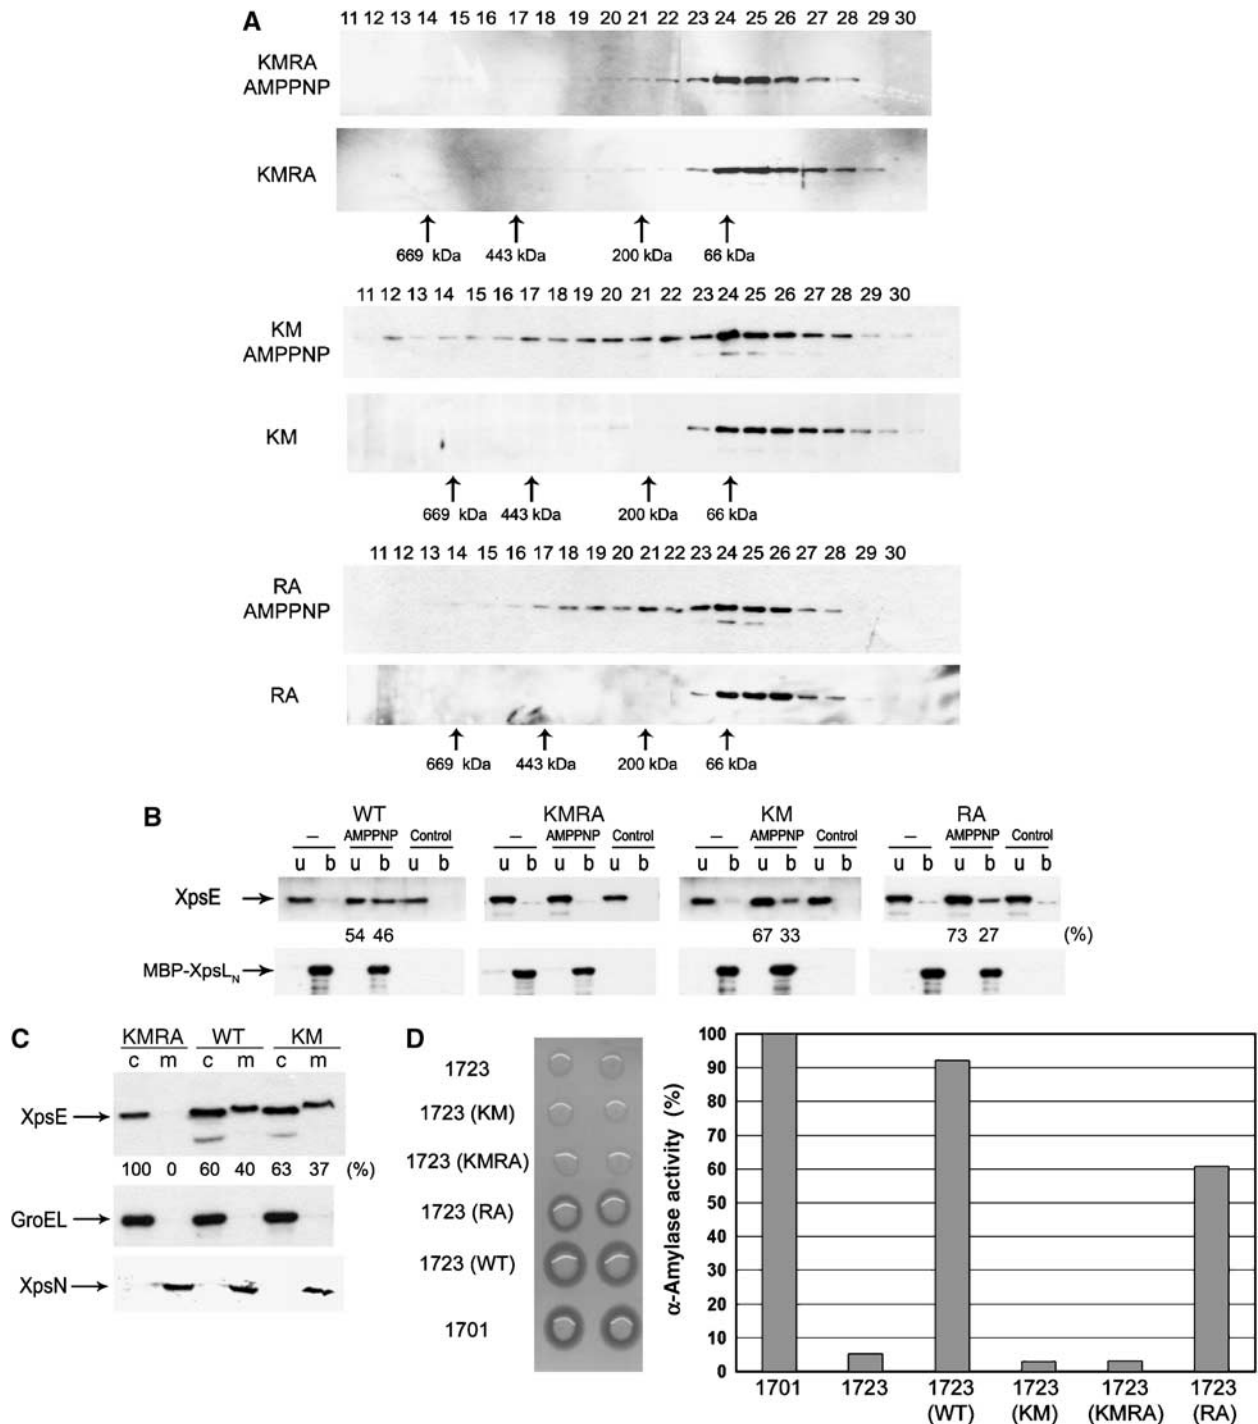 A
11 12 13 14 15 16 17 18 19 20 21 22 23 24 25 26 27 28 29 30
KMRA
AMPPNP
KMRA
669 kDa 443 kDa 200 kDa 66 kDa
11 12 13 14 15 16 17 18 19 20 21 22 23 24 25 26 27 28 29 30
KM
AMPPNP
KM
669 kDa 443 kDa 200 kDa 66 kDa
11 12 13 14 15 16 17 18 19 20 21 22 23 24 25 26 27 28 29 30
RA
AMPPNP
RA
669 kDa 443 kDa 200 kDa 66 kDa
B
WT KMRA KM RA
– AMPPNP Control – AMPPNP Control – AMPPNP Control – AMPPNP Control
u b u b u b u b u b u b u b u b u b u b u b u b
XpsE
54 46 67 33 73 27 (%)
MBP-XpsLN
C
KMRA WT KM
c m c m c m
XpsE
100 0 60 40 63 37 (%)
GroEL
XpsN
D
1723
1723 (KM)
1723 (KMRA)
1723 (RA)
1723 (WT)
1701
α-Amylase activity (%)
100
90
80
70
60
50
40
30
20
10
0
1701 1723 1723 1723 1723 1723
(WT) (KM) (KMRA) (RA)